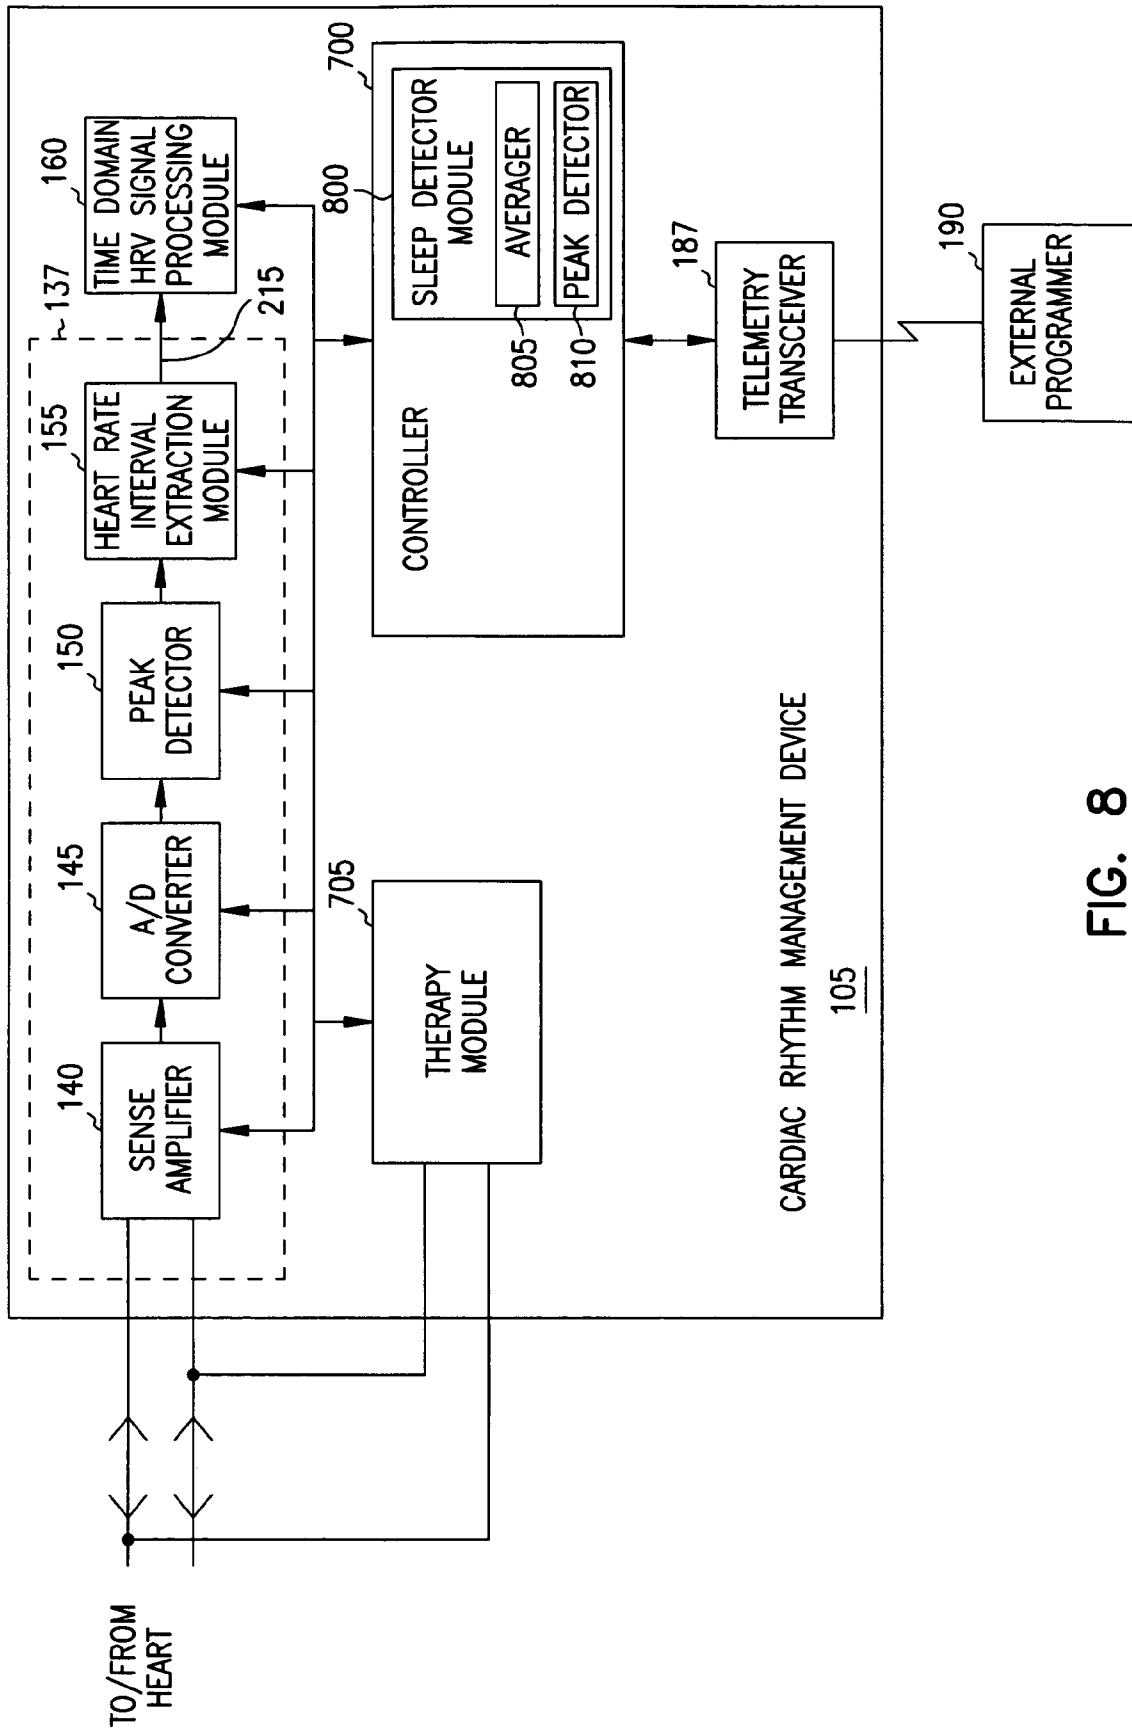 TO/FROM
HEART
140
SENSE
AMPLIFIER
145
A/D
CONVERTER
150
PEAK
DETECTOR
155
HEART RATE
INTERVAL
EXTRACTION
MODULE
137
215
160
TIME DOMAIN
HRV SIGNAL
PROCESSING
MODULE
705
THERAPY
MODULE
700
CONTROLLER
800
SLEEP DETECTOR
MODULE
805
AVERAGER
810
PEAK DETECTOR
187
TELEMETRY
TRANSCEIVER
CARDIAC RHYTHM MANAGEMENT DEVICE
105
190
EXTERNAL
PROGRAMMER
FIG. 8